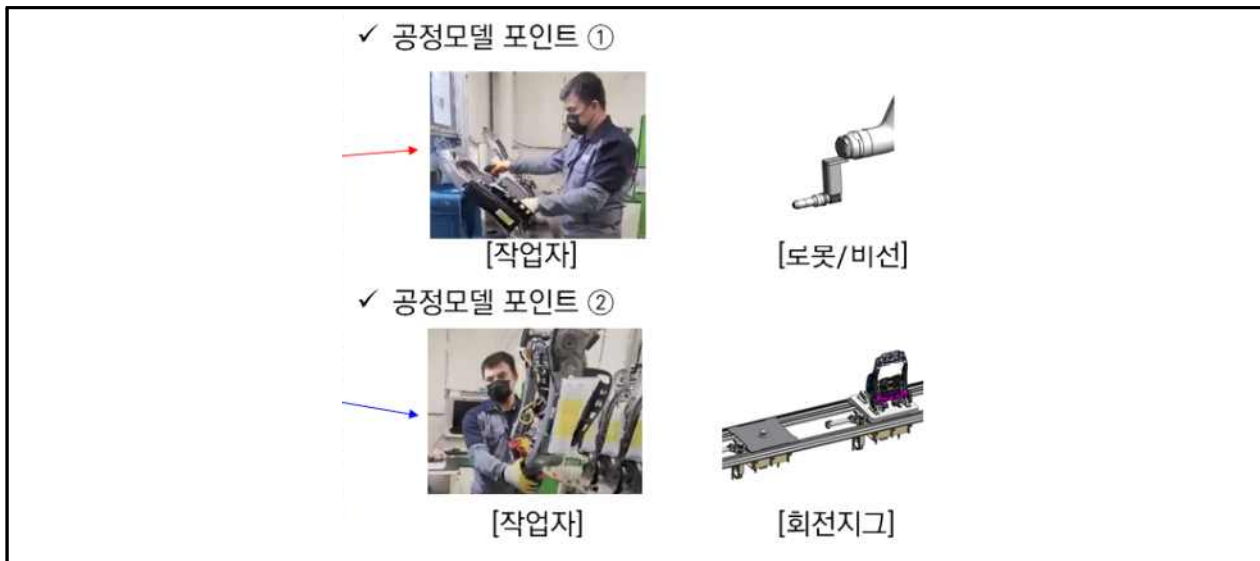 ✓ 공정모델 포인트 ①
[작업자] [로봇/비선]
✓ 공정모델 포인트 ②
[작업자] [회전지그]